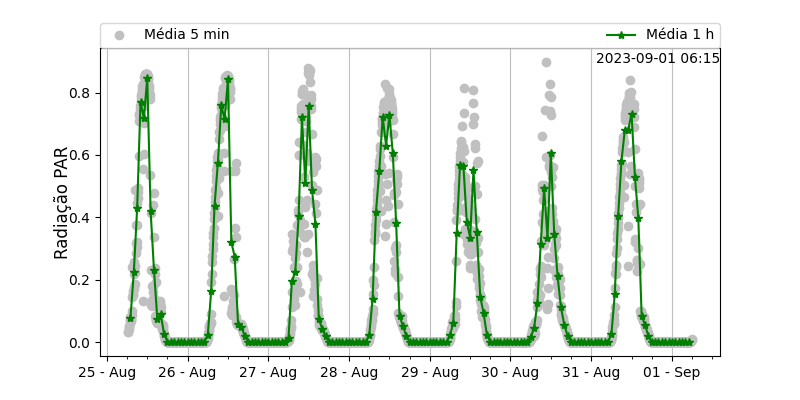 Média 5 min
Média 1 h
2023-09-01 06:15
Radiação PAR
0.8
0.6
0.4
0.2
0.0
25 - Aug
26 - Aug
27 - Aug
28 - Aug
29 - Aug
30 - Aug
31 - Aug
01 - Sep